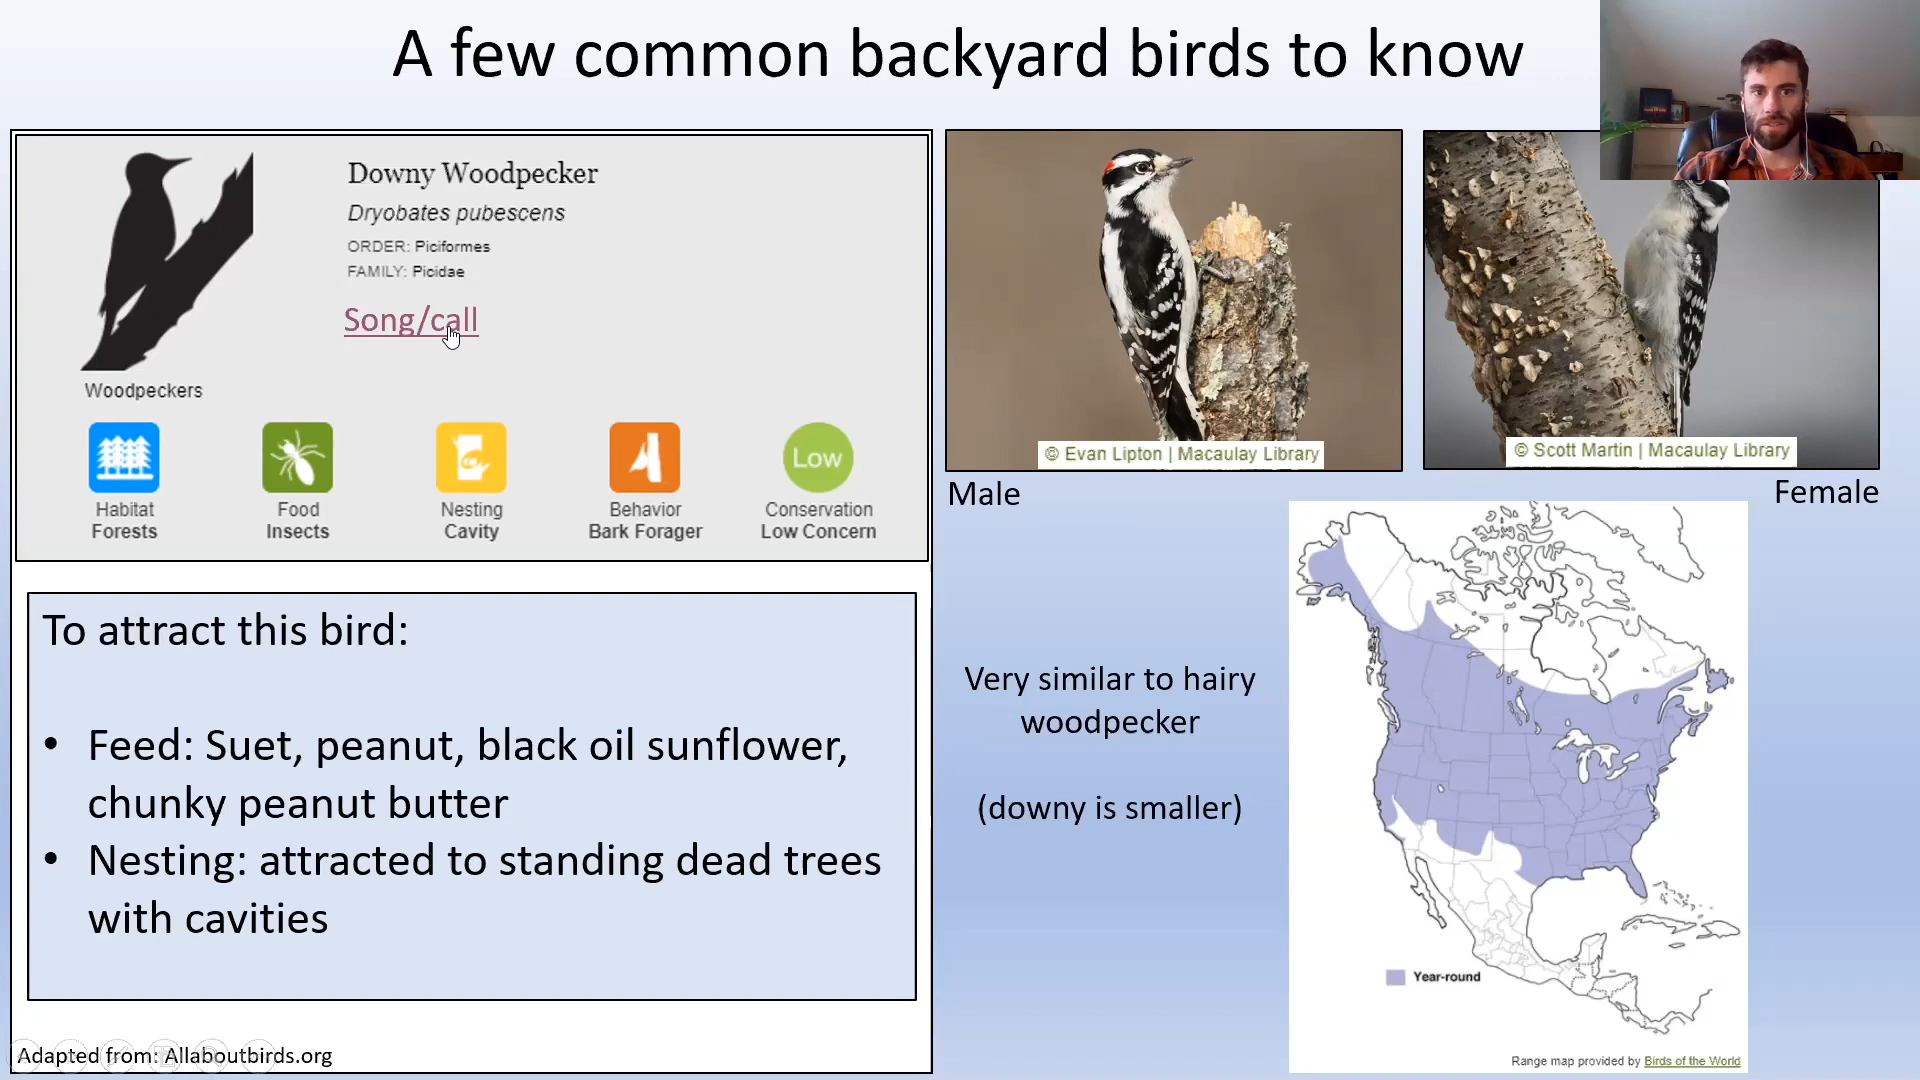 A few common backyard birds to know
Downy Woodpecker
Dryobates pubescens
ORDER: Piciformes
FAMILY: Picidae
Song/call
Woodpeckers
Low
Habitat
Forests
Food
Insects
Nesting
Cavity
Behavior
Bark Forager
Conservation
Low Concern
© Evan Lipton | Macaulay Library
© Scott Martin | Macaulay Library
Male
Female
To attract this bird:
• Feed: Suet, peanut, black oil sunflower,
chunky peanut butter
• Nesting: attracted to standing dead trees
with cavities
Very similar to hairy
woodpecker
(downy is smaller)
Year-round
Range map provided by Birds of the World
Adapted from: Allaboutbirds.org